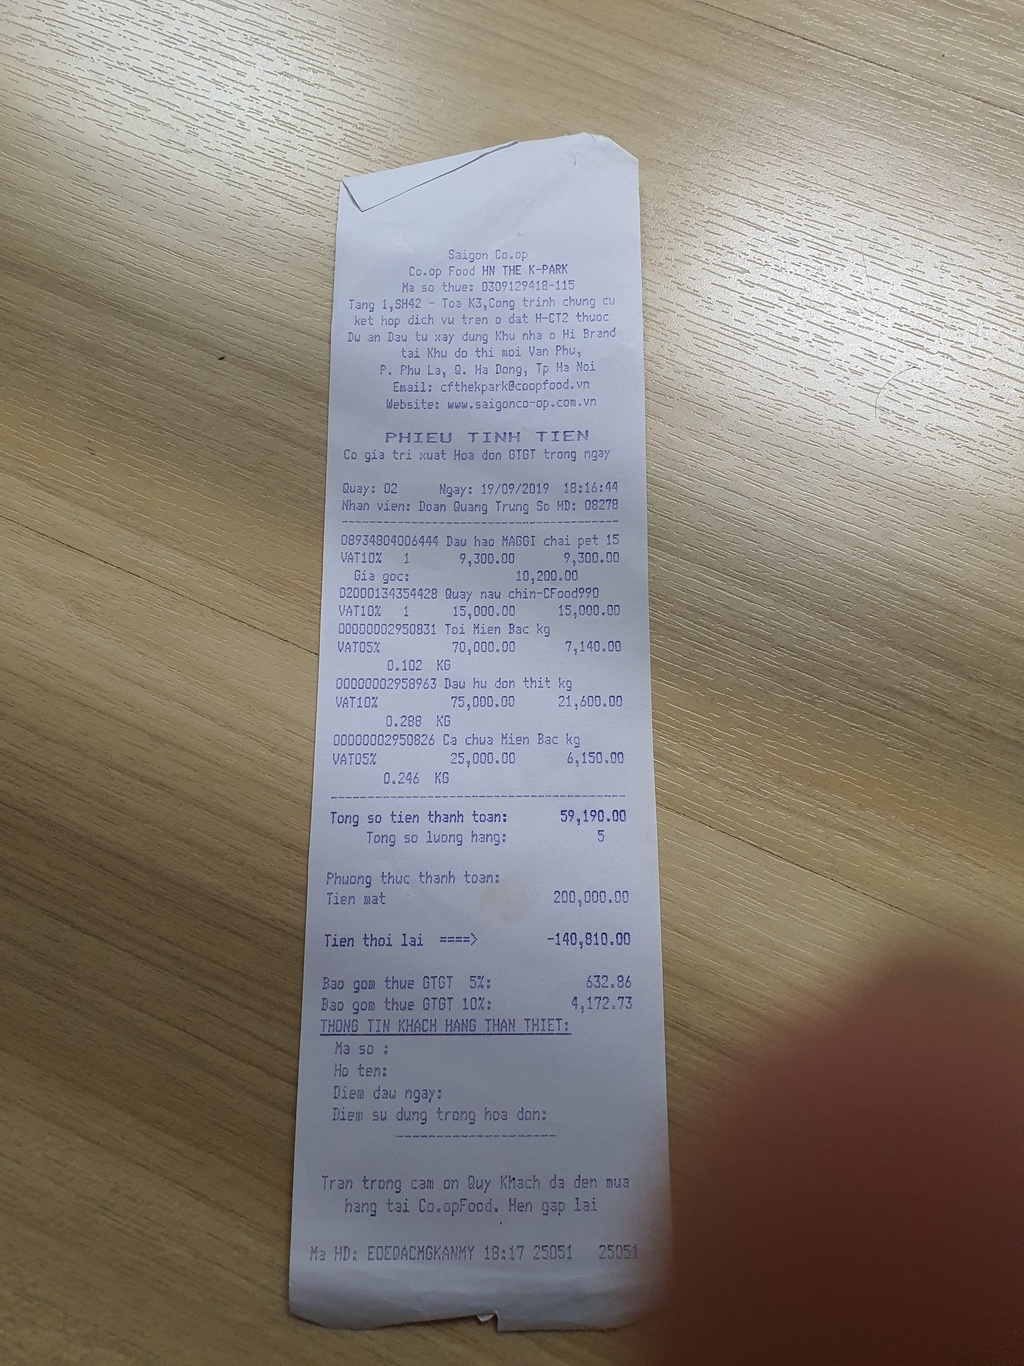 Saigon Co.op
Co.op Food HN THE K-PARK
Ma so thue: 0309129418-115
Tang 1,SH42 - Toa K3,Cong trinh chung cu
ket hop dich vu tren o dat H-CT2 thuoc
Du an Dau tu xay dung Khu nha o Hi Brand
tai Khu do thi moi Van Phu,
P. Phu La, Q. Ha Dong, Tp Ha Noi
Email: cfthekpark@coopfood.vn
Website: www.saigonco-op.com.vn
PHIEU TINH TIEN
Co gia tri xuat Hoa don GTGT trong ngay
Quay: 02 Ngay: 19/09/2019 18:16:44
Nhan vien: Doan Quang Trung So HD: 08278
08934804006444 Dau hao MAGGI chai pet 15
VAT10% 1 9,300.00 9,300.00
Gia goc: 10,200.00
02000134354428 Quay nau chin-CFood990
VAT10% 1 15,000.00 15,000.00
00000002950831 Toi Mien Bac kg
VAT05% 70,000.00 7,140.00
0.102 KG
00000002958963 Dau hu don thit kg
VAT10% 75,000.00 21,600.00
0.288 KG
00000002950826 Ca chua Mien Bac kg
VAT05% 25,000.00 6,150.00
0.246 KG
Tong so tien thanh toan: 59,190.00
Tong so luong hang: 5
Phuong thuc thanh toan:
Tien mat 200,000.00
Tien thoi lai ====> -140,810.00
Bao gom thue GTGT 5%: 632.86
Bao gom thue GTGT 10%: 4,172.73
THONG TIN KHACH HANG THAN THIET:
Ma so :
Ho ten:
Diem dau ngay:
Diem su dung trong hoa don:
Tran trong cam on Quy KHach da den mua
hang tai Co.opFood. Hen gap lai
Ma HD: EOEQACMGKANMY 18:17 25051 25051